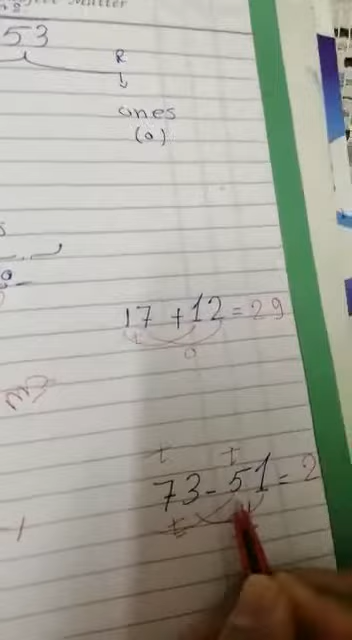 53
R
ones
(o)
17 + 12 = 29
t
o
t t
73 - 51 = 2
t